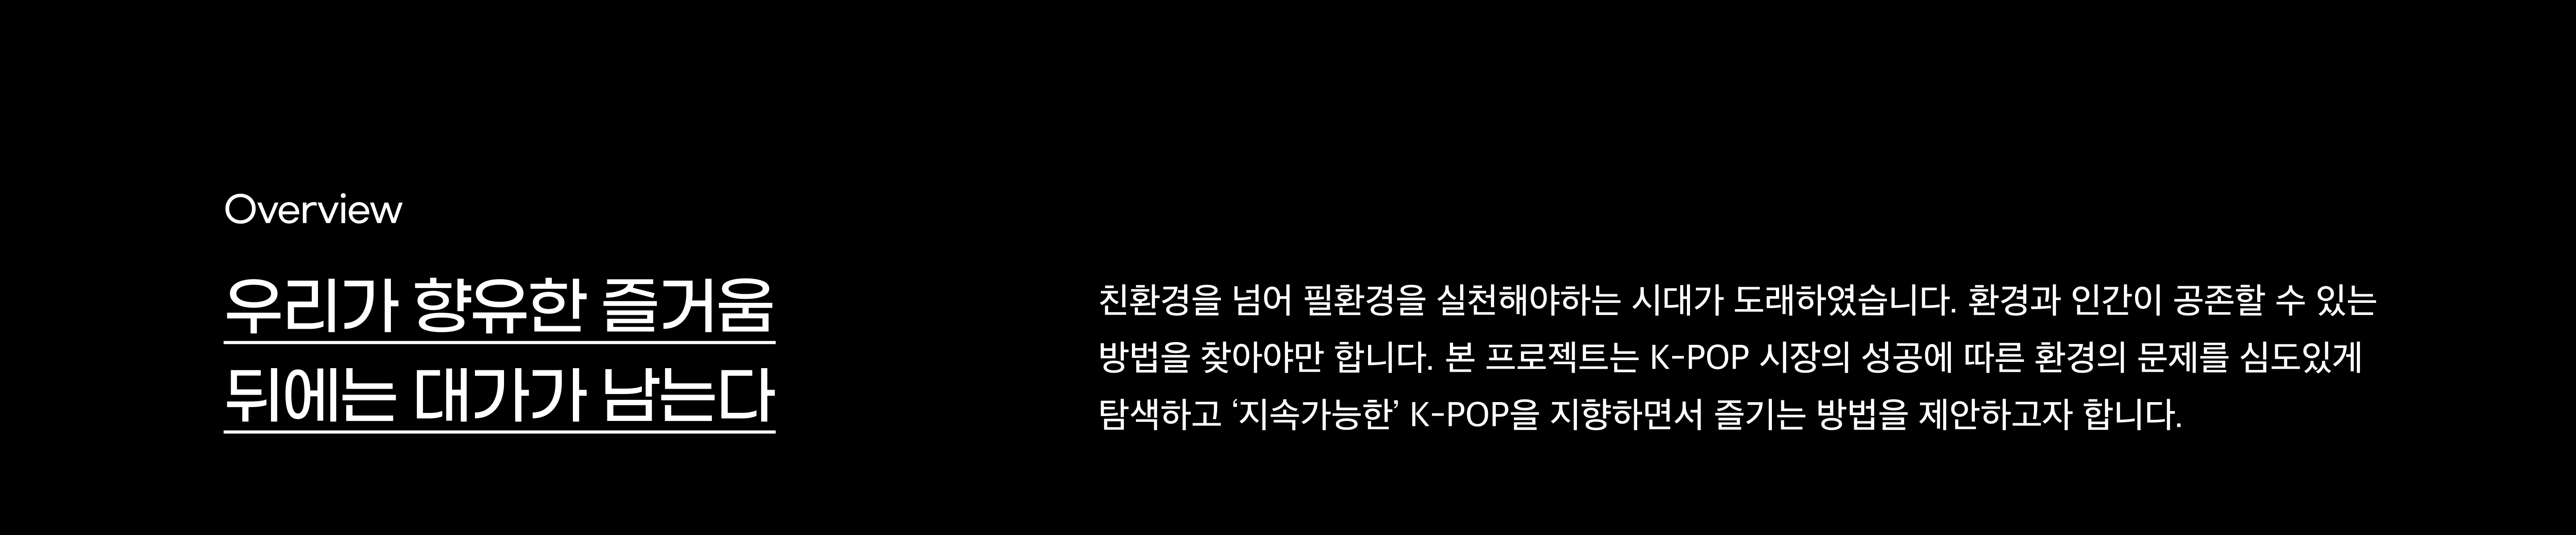 Overview
우리가 향유한 즐거움
뒤에는 대가가 남는다
친환경을 넘어 필환경을 실천해야하는 시대가 도래하였습니다. 환경과 인간이 공존할 수 있는
방법을 찾아야만 합니다. 본 프로젝트는 K-POP 시장의 성공에 따른 환경의 문제를 심도있게
탐색하고 ‘지속가능한’ K-POP을 지향하면서 즐기는 방법을 제안하고자 합니다.